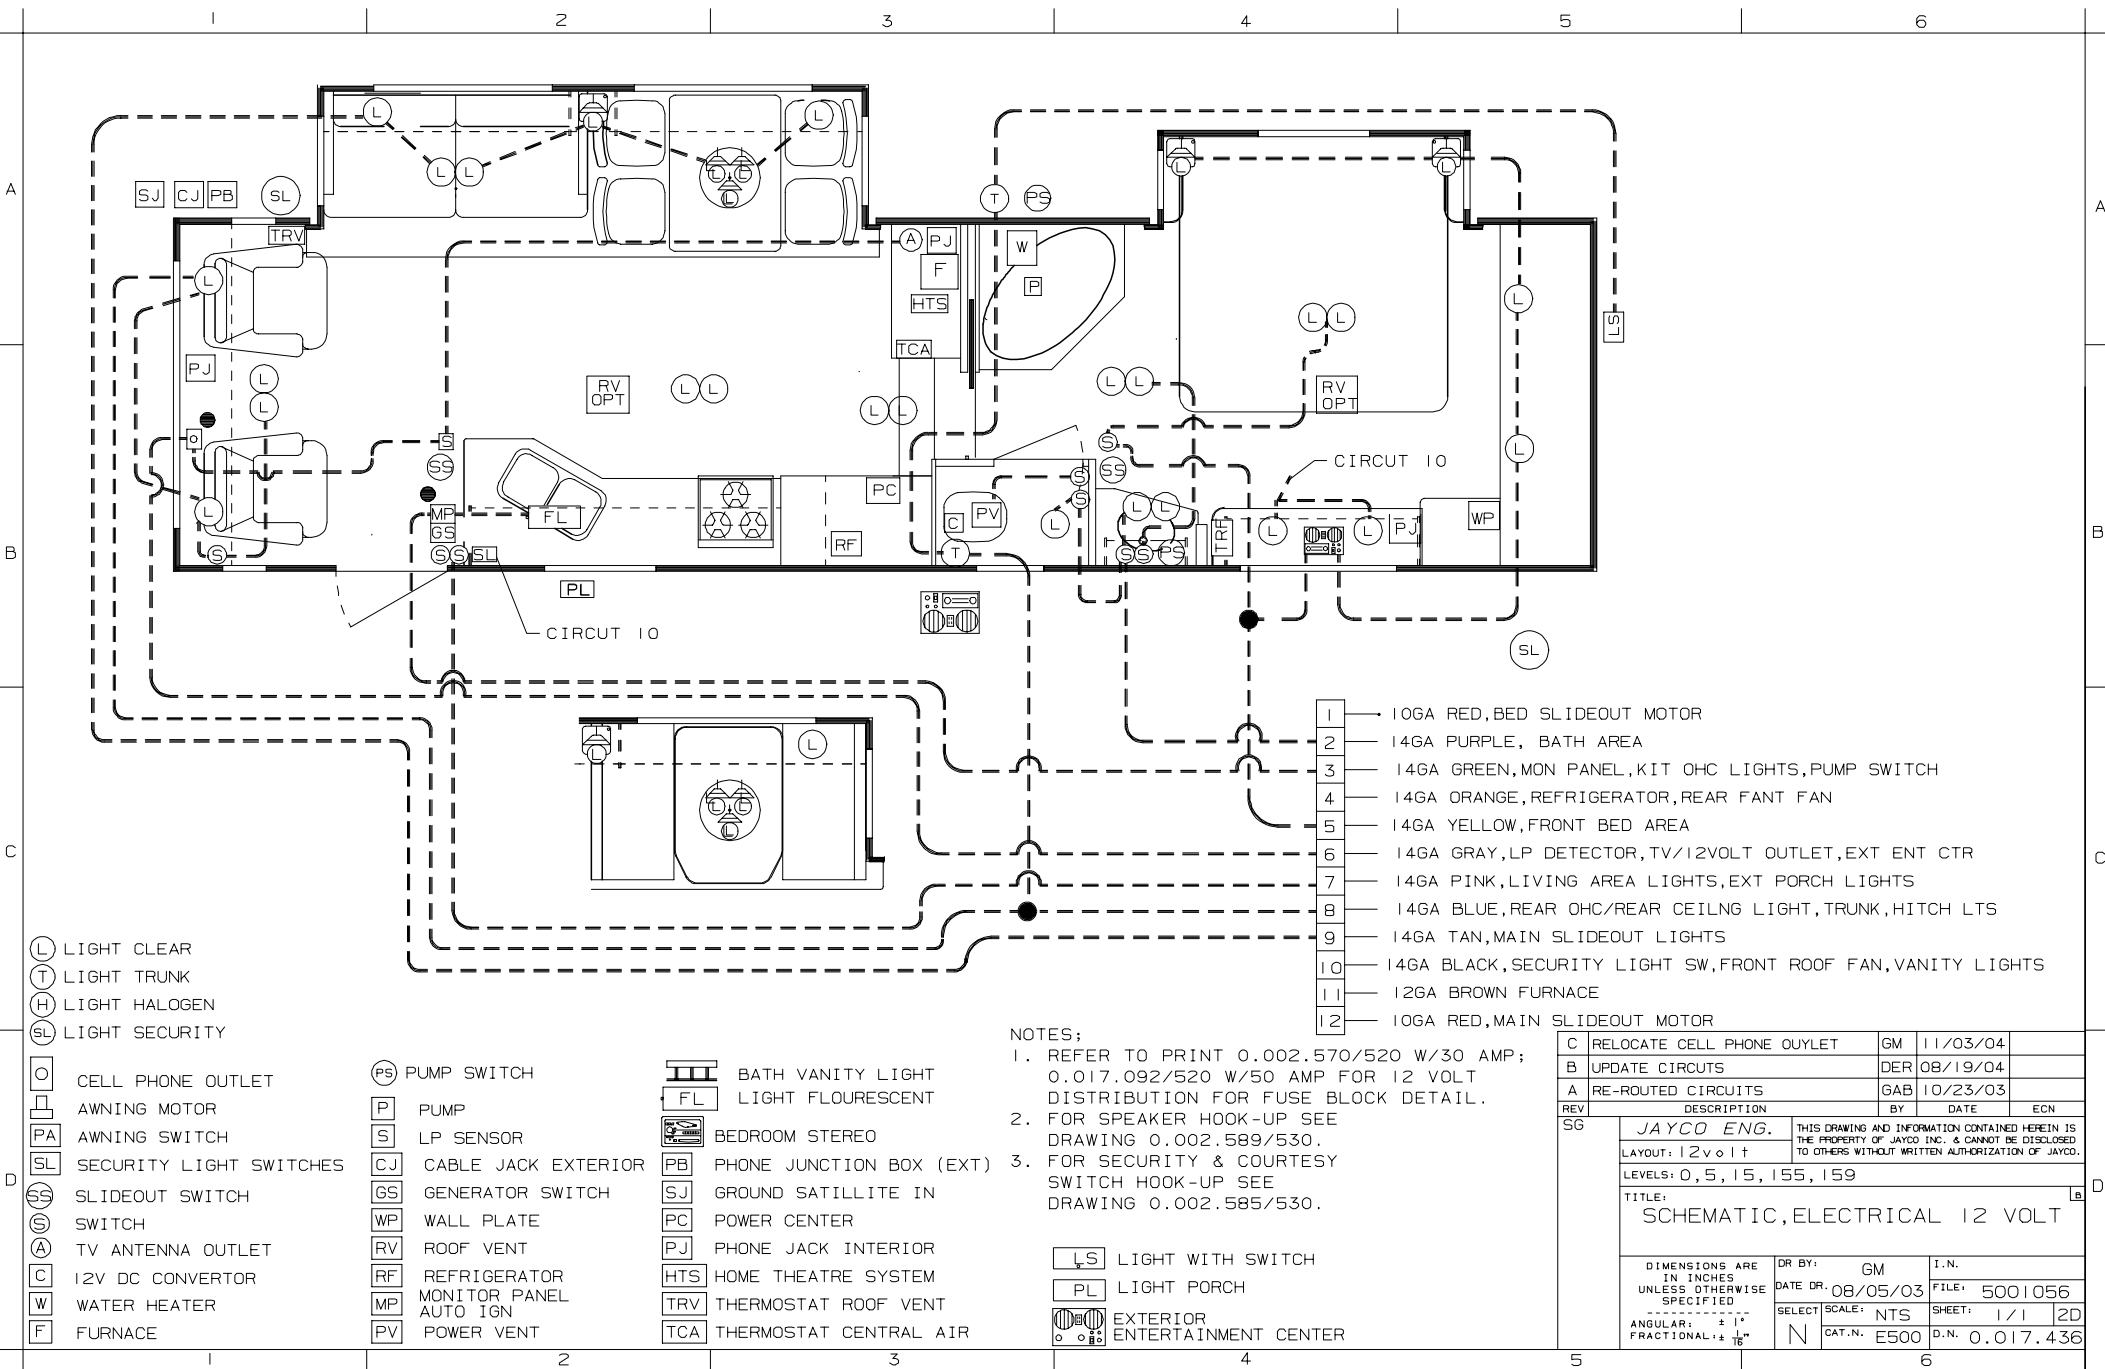 1 2 3 4 5 6
A
SJ CJ PB SL
TRV
L
L L
L
L L L
L
A PJ
F
HTS
TCA
T PS
W
P
L L
L
LS
A
L L
L
PJ
L
L
RV
OPT
L L
L L
L L
RV
OPT
S
SS
S
SS
CIRCUT 10
L
L
MP
GS
FL
PC
S
S
PV
C
L
L L
TRF
L L
PJ
WP
B
S
S S SL
RF
T
S S PS
B
PL
CIRCUT 10
SL
L
L
L L
L
1 10GA RED,BED SLIDEOUT MOTOR
2 14GA PURPLE, BATH AREA
3 14GA GREEN,MON PANEL,KIT OHC LIGHTS,PUMP SWITCH
4 14GA ORANGE,REFRIGERATOR,REAR FANT FAN
5 14GA YELLOW,FRONT BED AREA
6 14GA GRAY,LP DETECTOR,TV/12VOLT OUTLET,EXT ENT CTR
7 14GA PINK,LIVING AREA LIGHTS,EXT PORCH LIGHTS
8 14GA BLUE,REAR OHC/REAR CEILNG LIGHT,TRUNK,HITCH LTS
9 14GA TAN,MAIN SLIDEOUT LIGHTS
10 14GA BLACK,SECURITY LIGHT SW,FRONT ROOF FAN,VANITY LIGHTS
11 12GA BROWN FURNACE
12 10GA RED,MAIN SLIDEOUT MOTOR
C
C
L LIGHT CLEAR
T LIGHT TRUNK
H LIGHT HALOGEN
SL LIGHT SECURITY
CELL PHONE OUTLET
AWNING MOTOR
PA AWNING SWITCH
SL SECURITY LIGHT SWITCHES
SS SLIDEOUT SWITCH
S SWITCH
A TV ANTENNA OUTLET
C 12V DC CONVERTOR
W WATER HEATER
F FURNACE
PS PUMP SWITCH
P PUMP
S LP SENSOR
CJ CABLE JACK EXTERIOR
GS GENERATOR SWITCH
WP WALL PLATE
RV ROOF VENT
RF REFRIGERATOR
MP MONITOR PANEL
AUTO IGN
PV POWER VENT
BATH VANITY LIGHT
FL LIGHT FLOURESCENT
BEDROOM STEREO
PB PHONE JUNCTION BOX (EXT)
SJ GROUND SATILLITE IN
PC POWER CENTER
PJ PHONE JACK INTERIOR
HTS HOME THEATRE SYSTEM
TRV THERMOSTAT ROOF VENT
TCA THERMOSTAT CENTRAL AIR
NOTES;
1. REFER TO PRINT 0.002.570/520 W/30 AMP;
0.017.092/520 W/50 AMP FOR 12 VOLT
DISTRIBUTION FOR FUSE BLOCK DETAIL.
2. FOR SPEAKER HOOK-UP SEE
DRAWING 0.002.589/530.
3. FOR SECURITY & COURTESY
SWITCH HOOK-UP SEE
DRAWING 0.002.585/530.
LS LIGHT WITH SWITCH
PL LIGHT PORCH
EXTERIOR
ENTERTAINMENT CENTER
C RELOCATE CELL PHONE OUYLET GM 11/03/04
B UPDATE CIRCUTS DER 08/19/04
A RE-ROUTED CIRCUITS GAB 10/23/03
REV DESCRIPTION BY DATE ECN
SG
JAYCO ENG.
THIS DRAWING AND INFORMATION CONTAINED HEREIN IS
THE PROPERTY OF JAYCO INC. & CANNOT BE DISCLOSED
TO OTHERS WITHOUT WRITTEN AUTHORIZATION OF JAYCO.
LAYOUT: 12volt
LEVELS: 0,5,15,155,159
TITLE: B
SCHEMATIC,ELECTRICAL 12 VOLT
DIMENSIONS ARE
IN INCHES
UNLESS OTHERWISE
SPECIFIED
ANGULAR: ± 1°
FRACTIONAL: ± 1/16"
DR BY: GM
DATE DR. 08/05/03
SELECT N
SCALE: NTS
CAT.N. E500
I.N.
FILE: 5001056
SHEET: 1/1 2D
D.N. 0.017.436
D
D
1 2 3 4 5 6